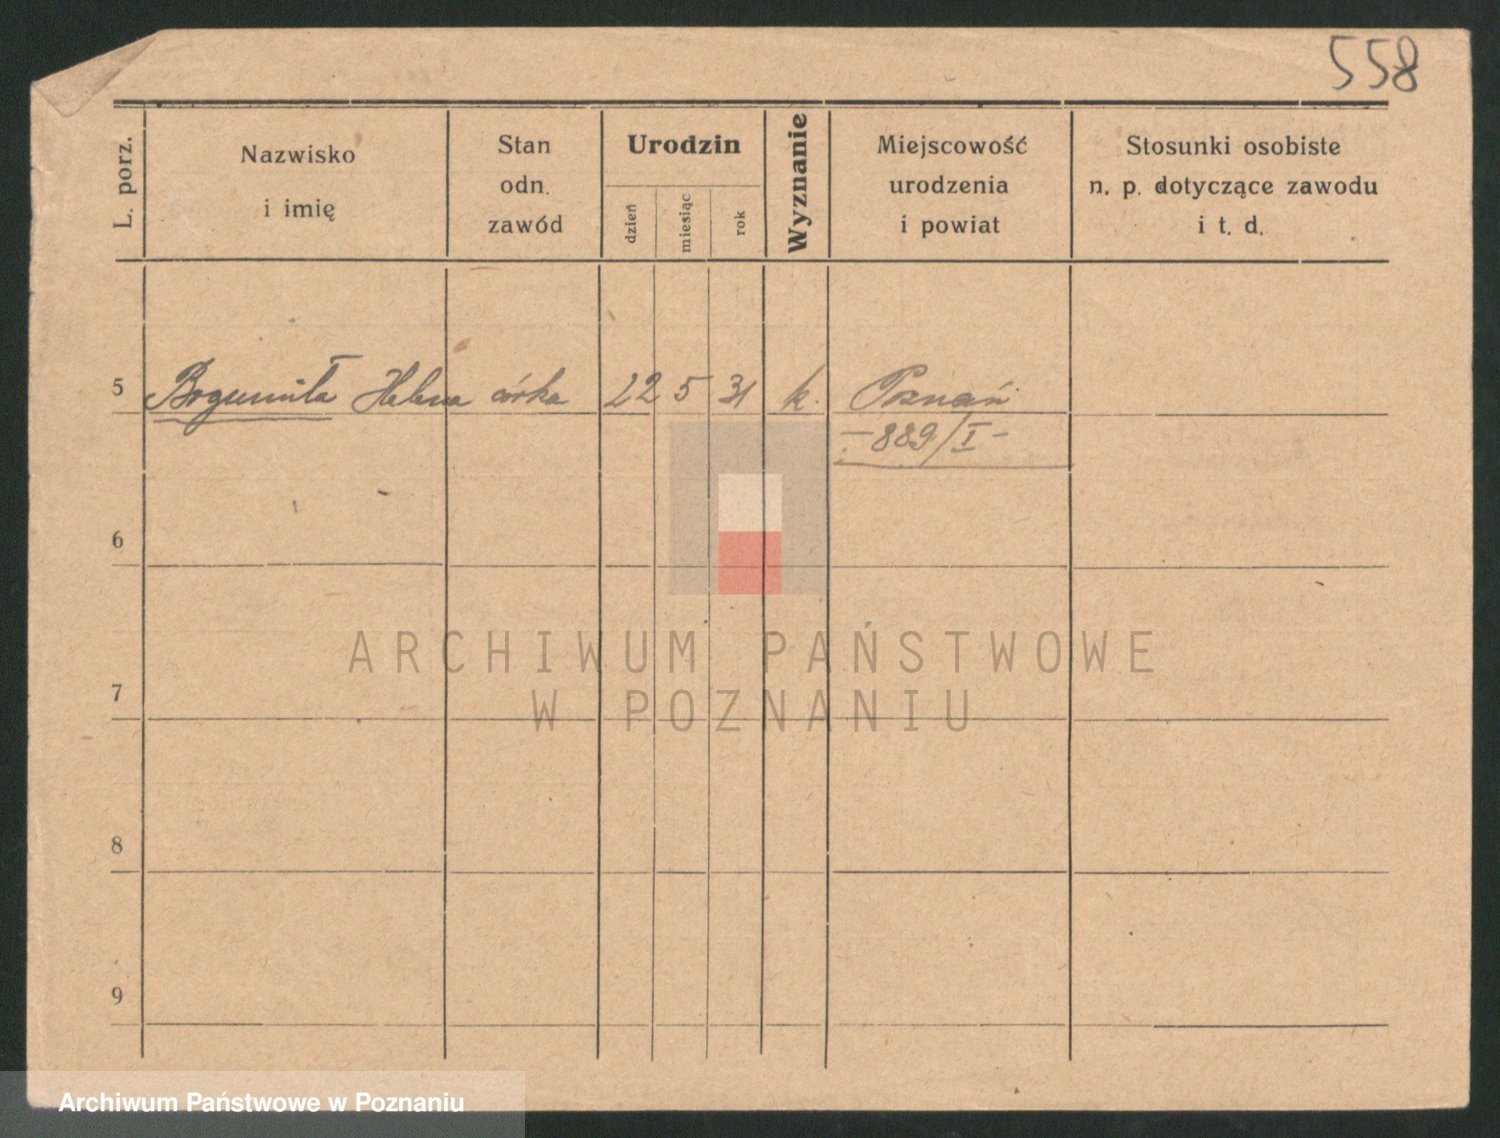 558
L. porz.
Nazwisko
i imię
Stan
odn.
zawód
Urodzin
dzień
miesiąc
rok
Wyznanie
Miejscowość
urodzenia
i powiat
Stosunki osobiste
n. p. dotyczące zawodu
i t. d.
5 Bogumiła Helena córka 22 5 31 k. Poznań
– 889/I –
6
7
8
9
ARCHIWUM PAŃSTWOWE
W POZNANIU
Archiwum Państwowe w Poznaniu